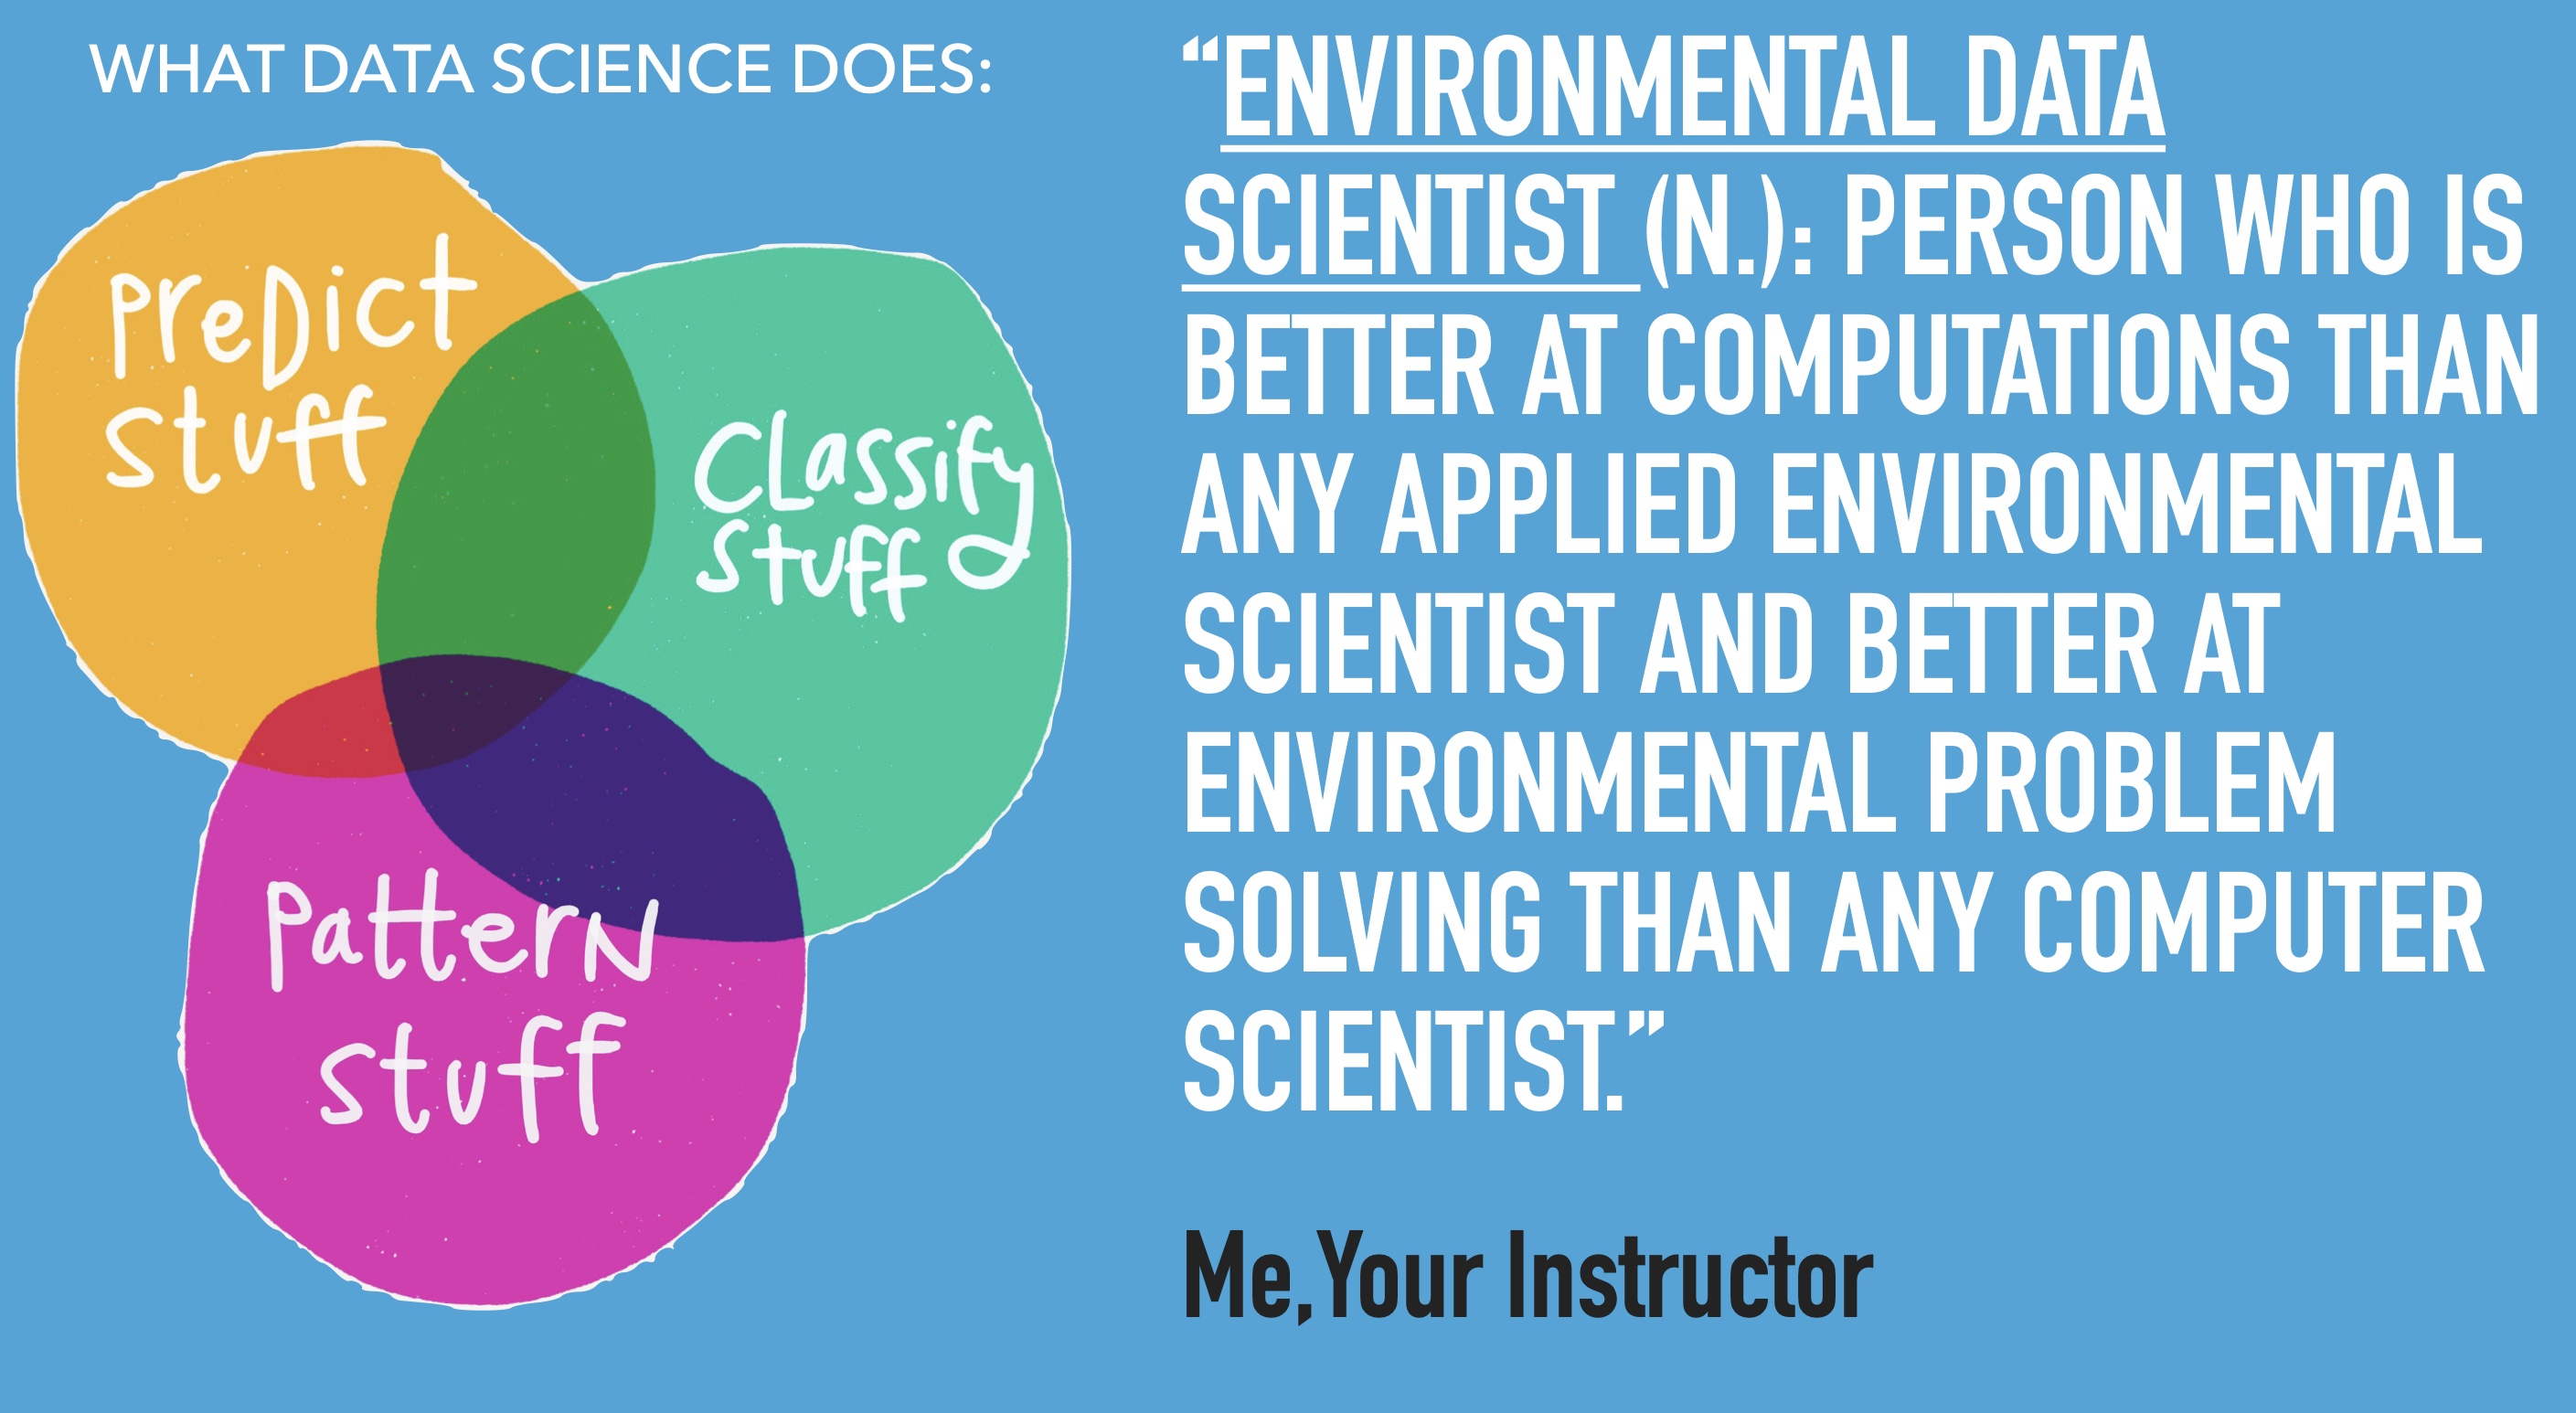 WHAT DATA SCIENCE DOES:
PreDict
stuff
CLassify
stuff
PatterN
stuff
“ENVIRONMENTAL DATA
SCIENTIST (N.): PERSON WHO IS
BETTER AT COMPUTATIONS THAN
ANY APPLIED ENVIRONMENTAL
SCIENTIST AND BETTER AT
ENVIRONMENTAL PROBLEM
SOLVING THAN ANY COMPUTER
SCIENTIST.”
Me,Your Instructor